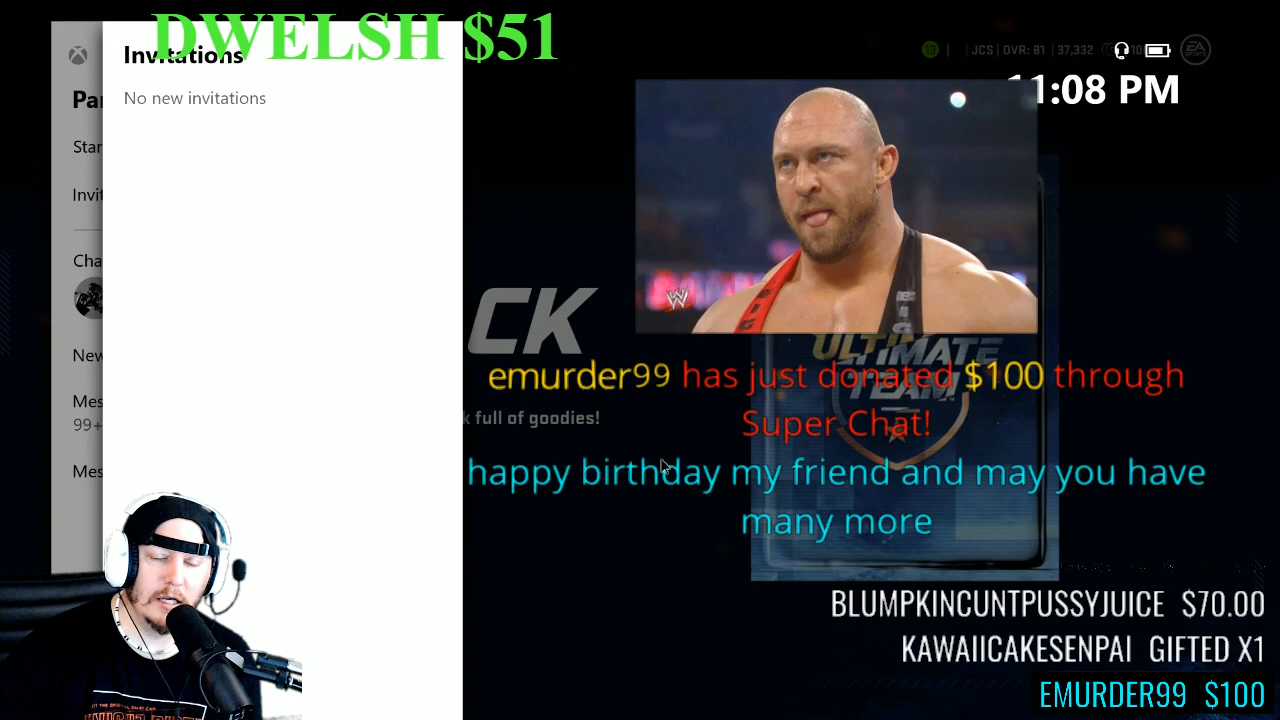 DWELSH $51
Invitations
No new invitations
JCS | OVR: 81 | 37,332
11:08 PM
Invit
Cha
New
Mes
99+
Mes
CK
k full of goodies!
W
ULTIMATE
TEAM
emurder99 has just donated $100 through
Super Chat!
happy birthday my friend and may you have
many more
BLUMPKINCUNTPUSSYJUICE $70.00
KAWAIICAKESENPAI GIFTED X1
EMURDER99 $100